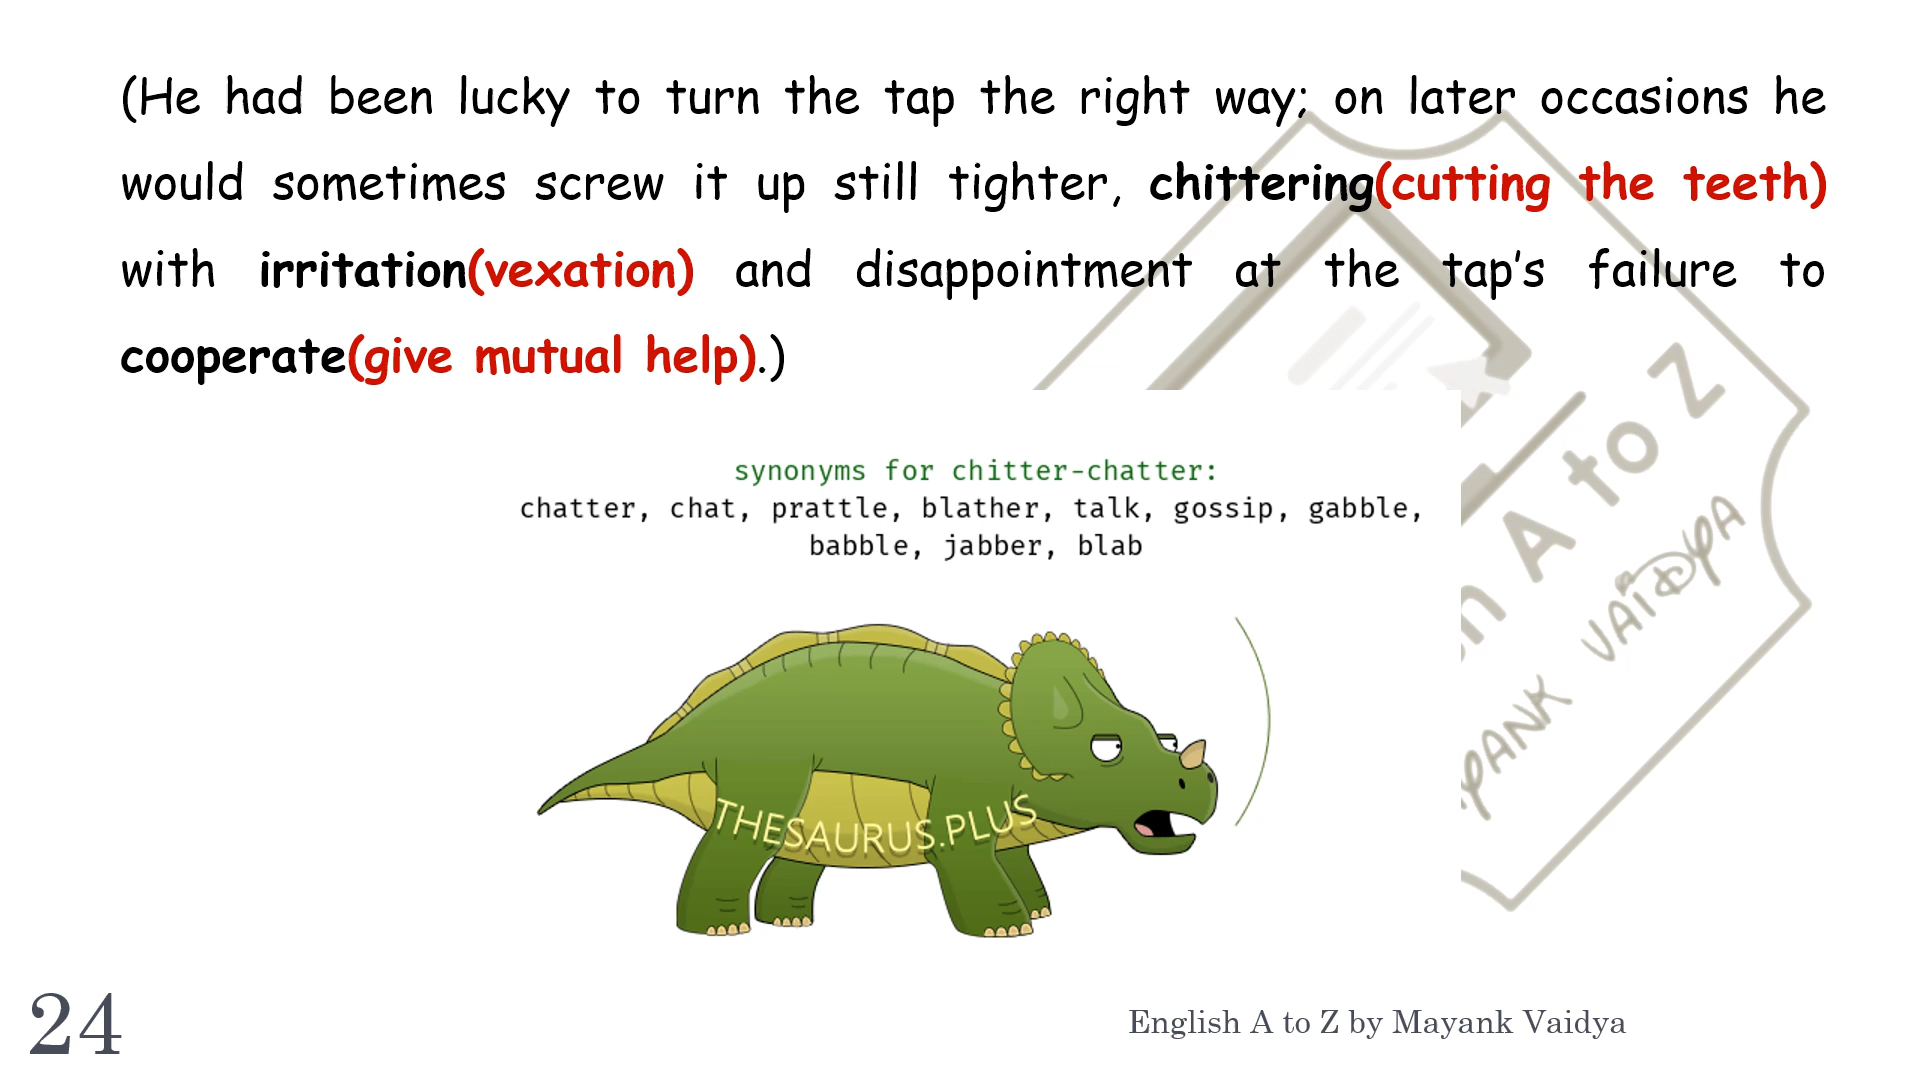 (He had been lucky to turn the tap the right way; on later occasions he
would sometimes screw it up still tighter, chittering(cutting the teeth)
with irritation(vexation) and disappointment at the tap’s failure to
cooperate(give mutual help).)
synonyms for chitter-chatter:
chatter, chat, prattle, blather, talk, gossip, gabble,
babble, jabber, blab
A to Z
VAIDYA
THESAURUS.PLUS
24
English A to Z by Mayank Vaidya